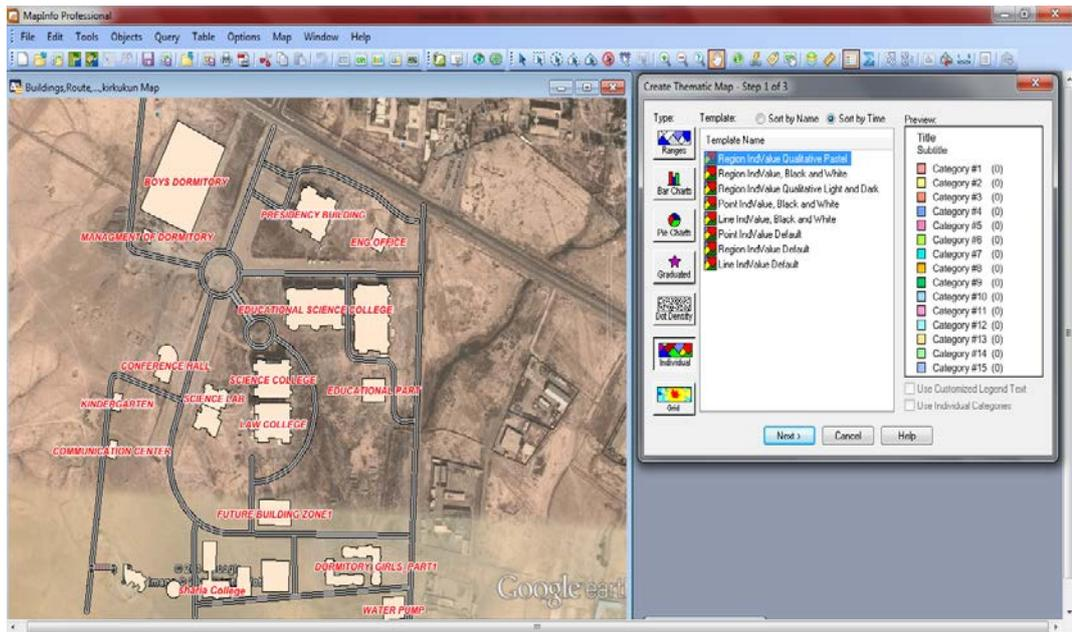 MapInfo Professional
File Edit Tools Objects Query Table Options Map Window Help
Buildings,Route,...,kirkukun Map
BOYS DORMITORY
PRESIDENCY BUILDING
MANAGMENT OF DORMITORY
ENG OFFICE
EDUCATIONAL SCIENCE COLLEGE
CONFERENCE HALL
SCIENCE COLLEGE
EDUCATIONAL PART
KINDERGARTEN
SCIENCE LAB
LAW COLLEGE
COMMUNICATION CENTER
FUTURE BUILDING ZONE1
DORMITORY GIRLS PART1
sharia College
Google earth
WATER PUMP
Create Thematic Map - Step 1 of 3
Type:
Ranges
Bar Charts
Pie Charts
Graduated
Dot Density
Individual
Grid
Template: Sort by Name Sort by Time
Template Name
Region IndValue Qualitative Pastel
Region IndValue, Black and White
Region IndValue Qualitative Light and Dark
Point IndValue, Black and White
Line IndValue, Black and White
Point IndValue Default
Region IndValue Default
Line IndValue Default
Preview:
Title
Subtitle
Category #1 (0)
Category #2 (0)
Category #3 (0)
Category #4 (0)
Category #5 (0)
Category #6 (0)
Category #7 (0)
Category #8 (0)
Category #9 (0)
Category #10 (0)
Category #11 (0)
Category #12 (0)
Category #13 (0)
Category #14 (0)
Category #15 (0)
Use Customized Legend Text
Use Individual Categories
Next > Cancel Help